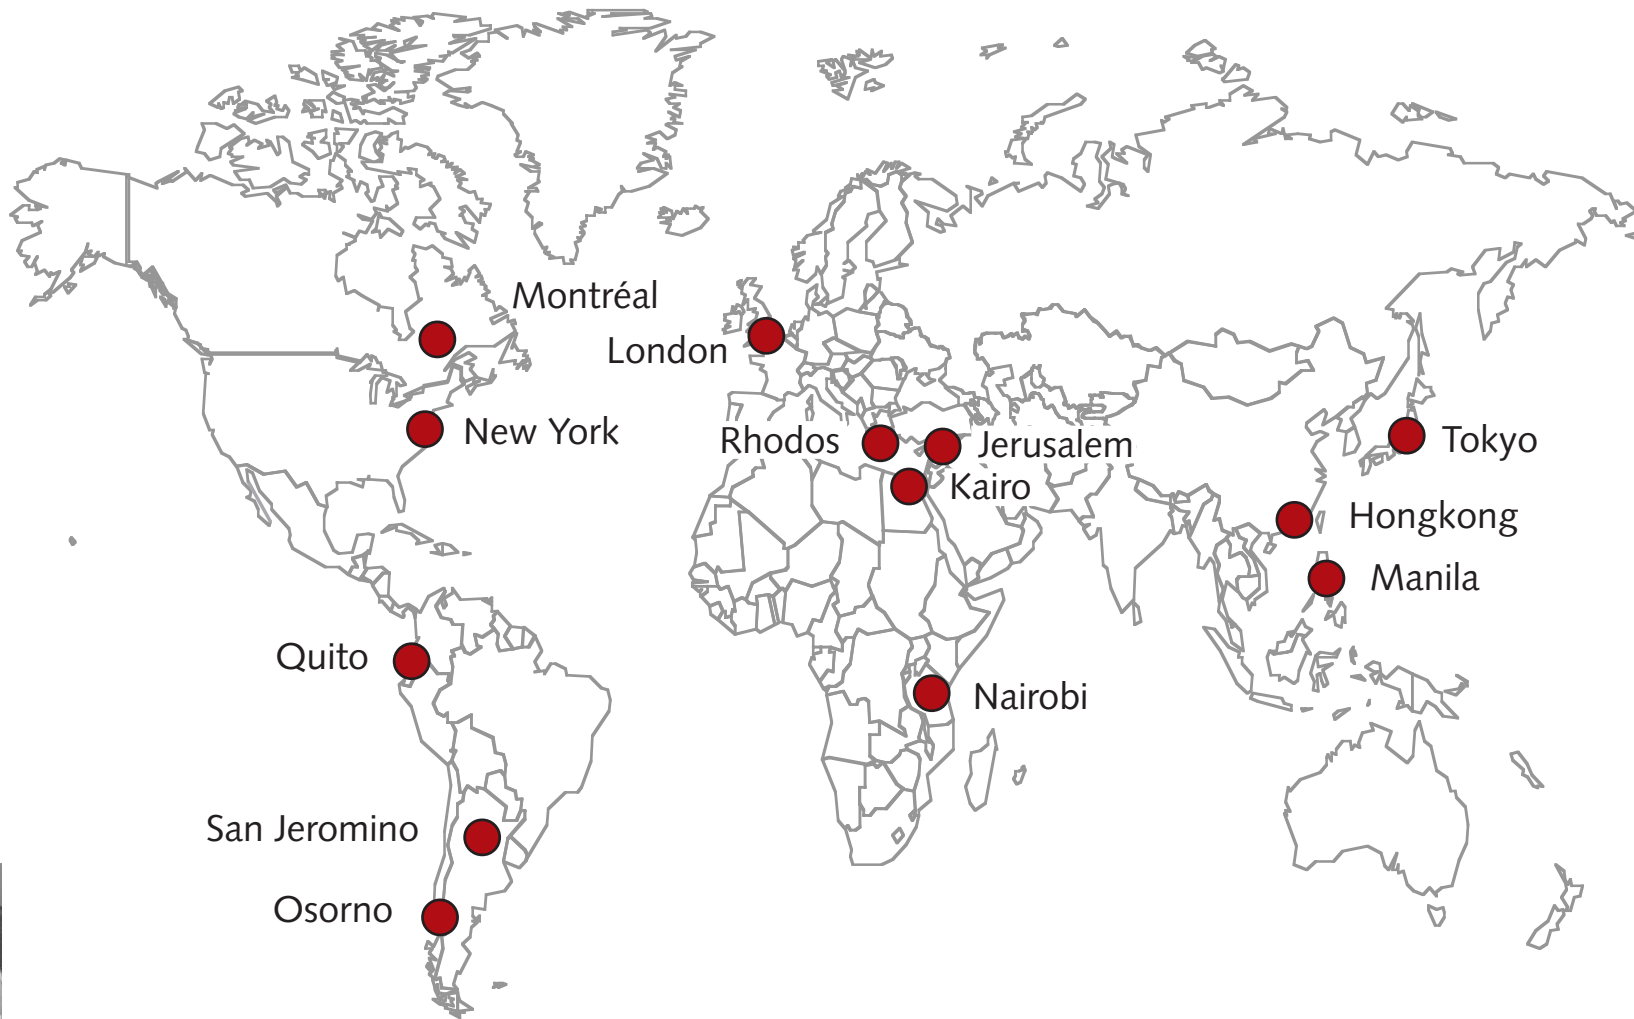 Montréal
London
New York
Rhodos
Jerusalem
Tokyo
Kairo
Hongkong
Manila
Quito
Nairobi
San Jeromino
Osorno